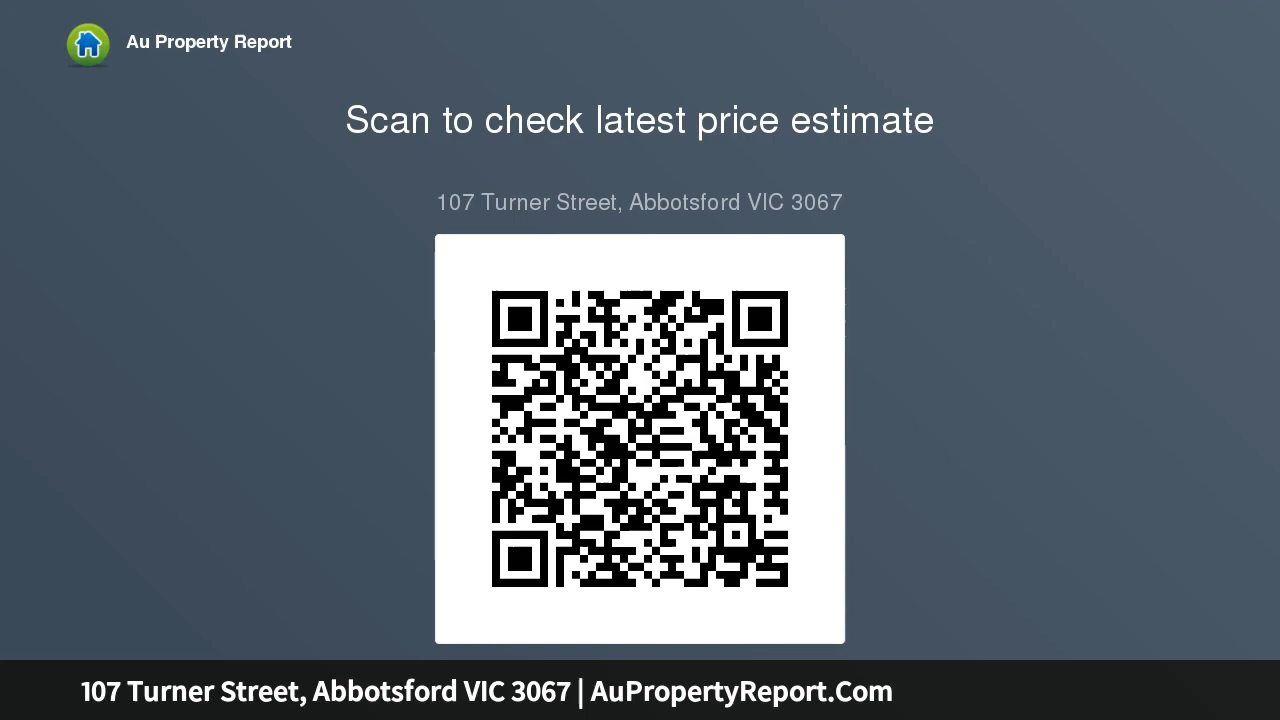 Au Property Report
Scan to check latest price estimate
107 Turner Street, Abbotsford VIC 3067
107 Turner Street, Abbotsford VIC 3067 | AuPropertyReport.Com